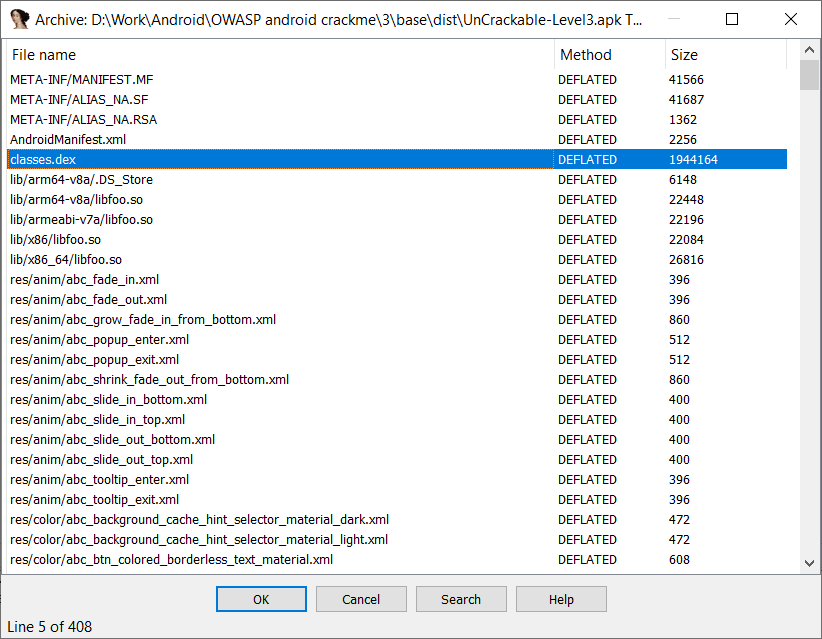 Archive: D:\Work\Android\OWASP android crackme\3\base\dist\UnCrackable-Level3.apk T...
File name Method Size
META-INF/MANIFEST.MF DEFLATED 41566
META-INF/ALIAS_NA.SF DEFLATED 41687
META-INF/ALIAS_NA.RSA DEFLATED 1362
AndroidManifest.xml DEFLATED 2256
classes.dex DEFLATED 1944164
lib/arm64-v8a/.DS_Store DEFLATED 6148
lib/arm64-v8a/libfoo.so DEFLATED 22448
lib/armeabi-v7a/libfoo.so DEFLATED 22196
lib/x86/libfoo.so DEFLATED 22084
lib/x86_64/libfoo.so DEFLATED 26816
res/anim/abc_fade_in.xml DEFLATED 396
res/anim/abc_fade_out.xml DEFLATED 396
res/anim/abc_grow_fade_in_from_bottom.xml DEFLATED 860
res/anim/abc_popup_enter.xml DEFLATED 512
res/anim/abc_popup_exit.xml DEFLATED 512
res/anim/abc_shrink_fade_out_from_bottom.xml DEFLATED 860
res/anim/abc_slide_in_bottom.xml DEFLATED 400
res/anim/abc_slide_in_top.xml DEFLATED 400
res/anim/abc_slide_out_bottom.xml DEFLATED 400
res/anim/abc_slide_out_top.xml DEFLATED 400
res/anim/abc_tooltip_enter.xml DEFLATED 396
res/anim/abc_tooltip_exit.xml DEFLATED 396
res/color/abc_background_cache_hint_selector_material_dark.xml DEFLATED 472
res/color/abc_background_cache_hint_selector_material_light.xml DEFLATED 472
res/color/abc_btn_colored_borderless_text_material.xml DEFLATED 608
OK Cancel Search Help
Line 5 of 408